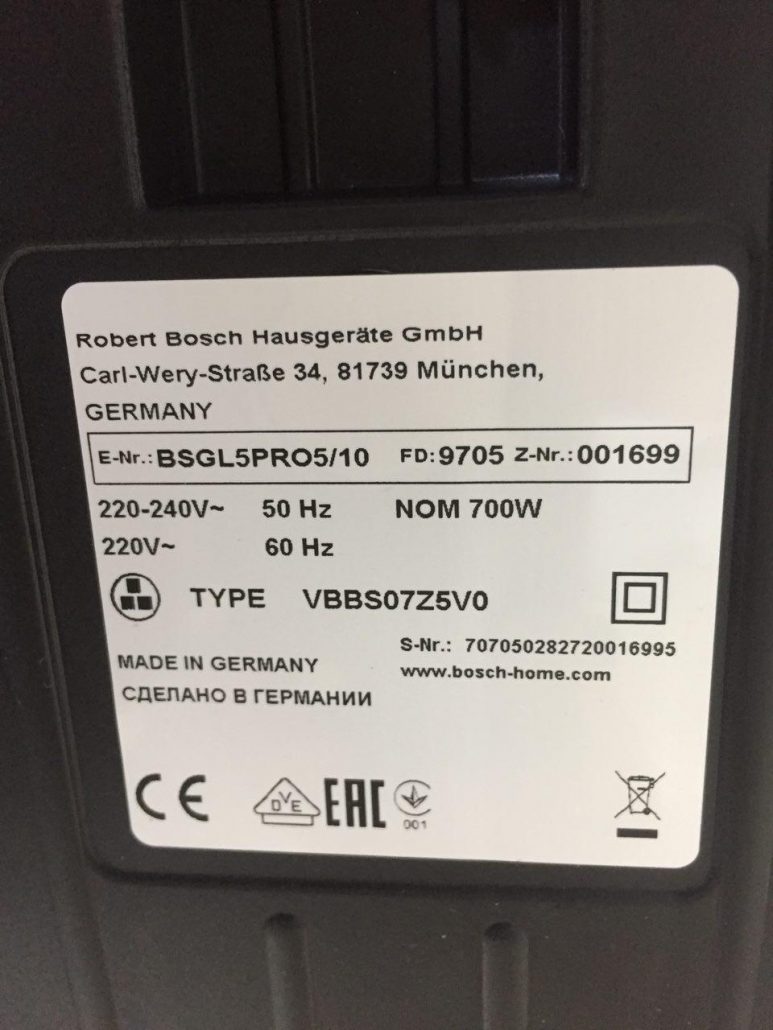 Robert Bosch Hausgeräte GmbH
Carl-Wery-Straße 34, 81739 München,
GERMANY
E-Nr.: BSGL5PRO5/10 FD: 9705 Z-Nr.: 001699
220-240V~ 50 Hz NOM 700W
220V~ 60 Hz
TYPE VBBS07Z5V0
S-Nr.: 707050282720016995
MADE IN GERMANY
www.bosch-home.com
СДЕЛАНО В ГЕРМАНИИ
CE DVE EAC
001